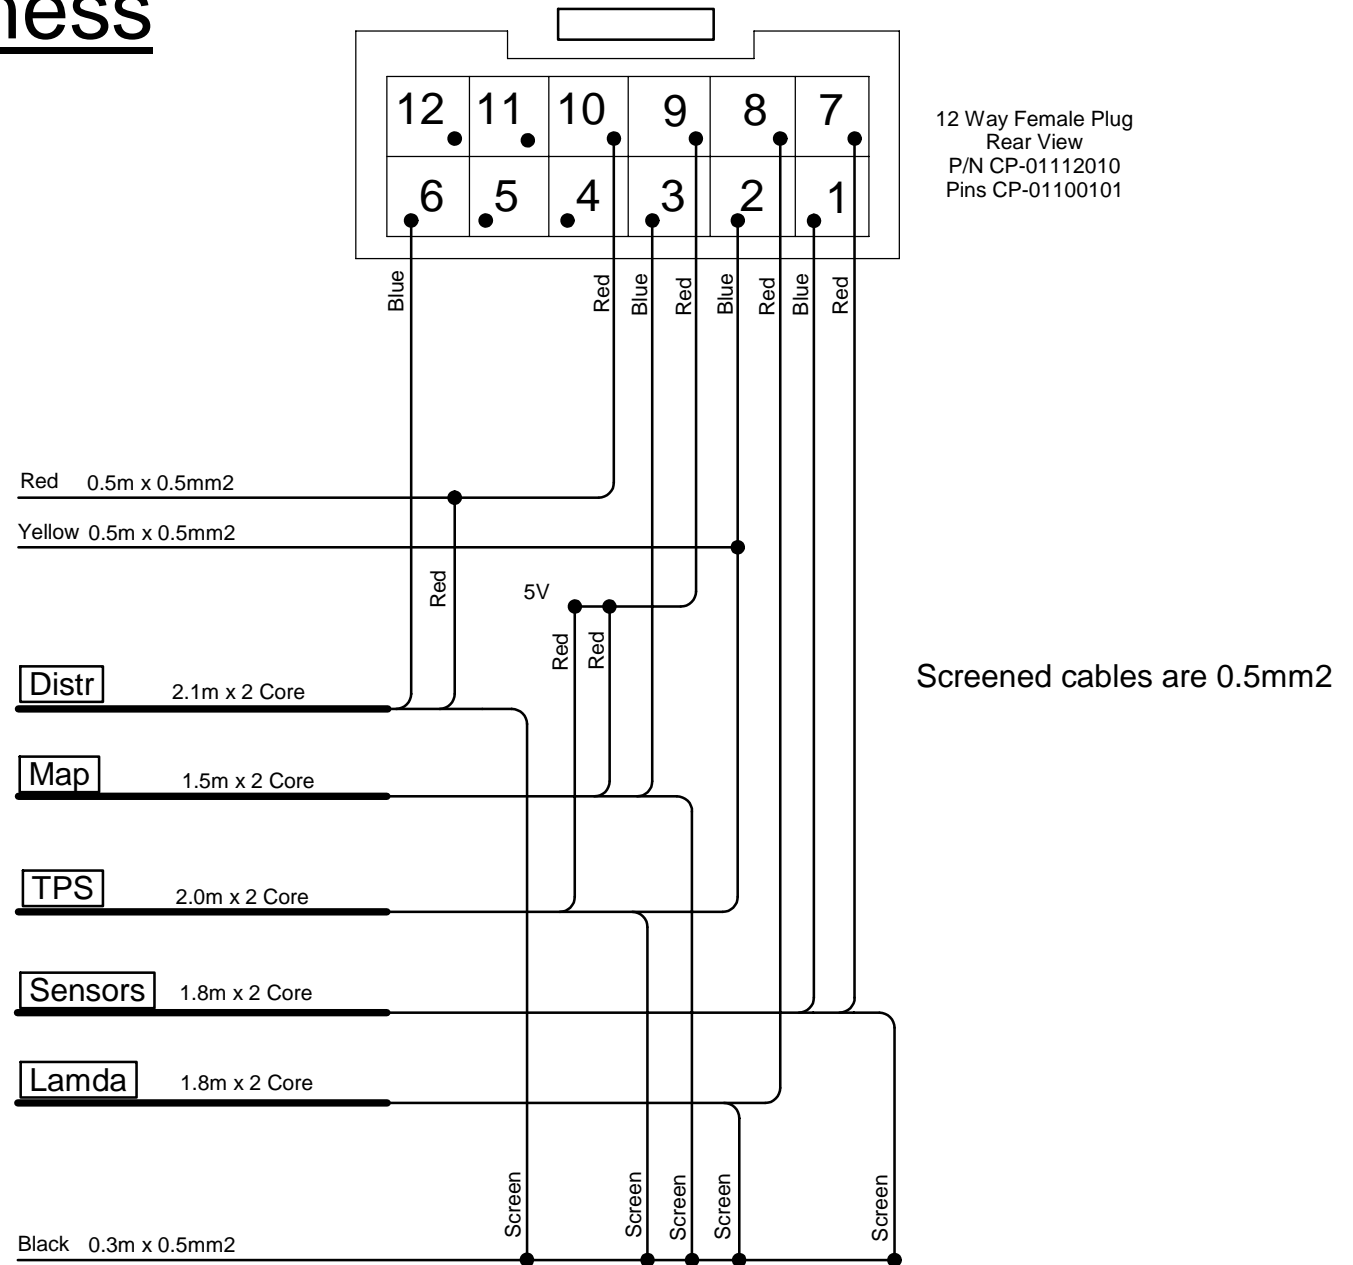 ness
12 11 10 9 8 7
6 5 4 3 2 1
12 Way Female Plug
Rear View
P/N CP-01112010
Pins CP-01100101
Blue
Red
Blue
Red
Blue
Red
Blue
Red
Red 0.5m x 0.5mm2
Yellow 0.5m x 0.5mm2
Red
5V
Red
Red
Distr 2.1m x 2 Core
Screened cables are 0.5mm2
Map 1.5m x 2 Core
TPS 2.0m x 2 Core
Sensors 1.8m x 2 Core
Lamda 1.8m x 2 Core
Screen
Screen
Screen
Screen
Screen
Black 0.3m x 0.5mm2